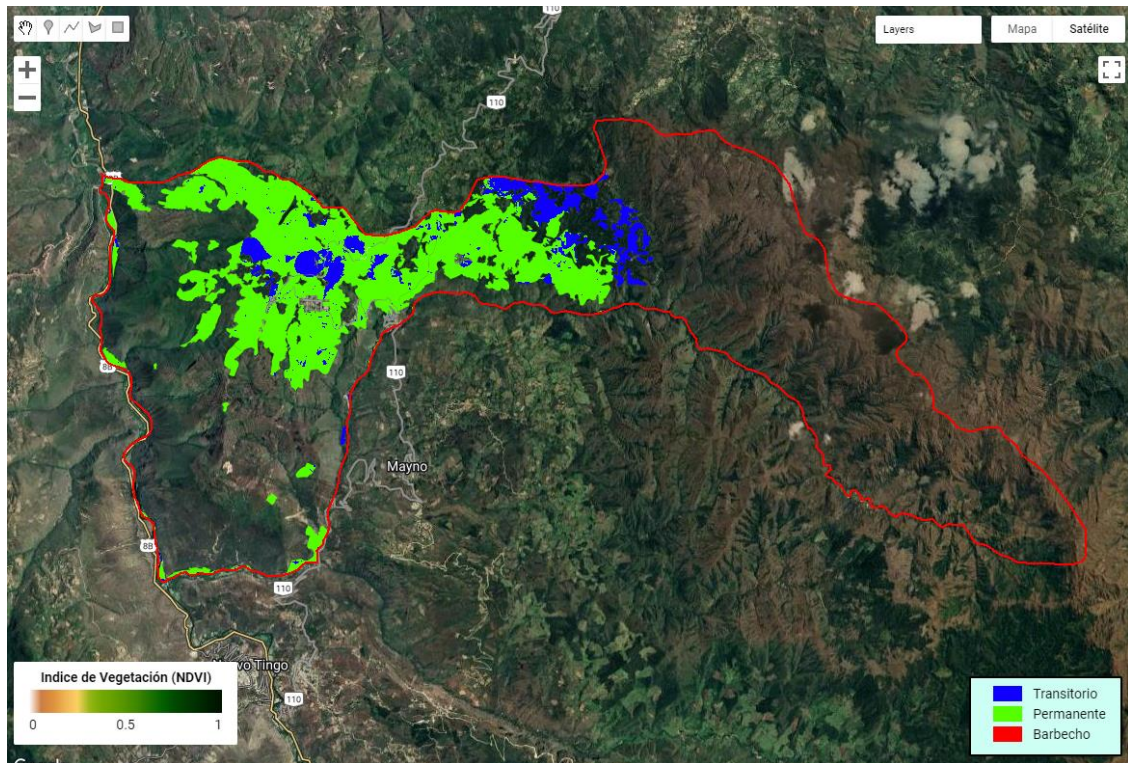 Layers
Mapa Satélite
110
110
8B
110
Mayno
8B
110
110
Indice de Vegetación (NDVI)
0 0.5 1
Transitorio
Permanente
Barbecho